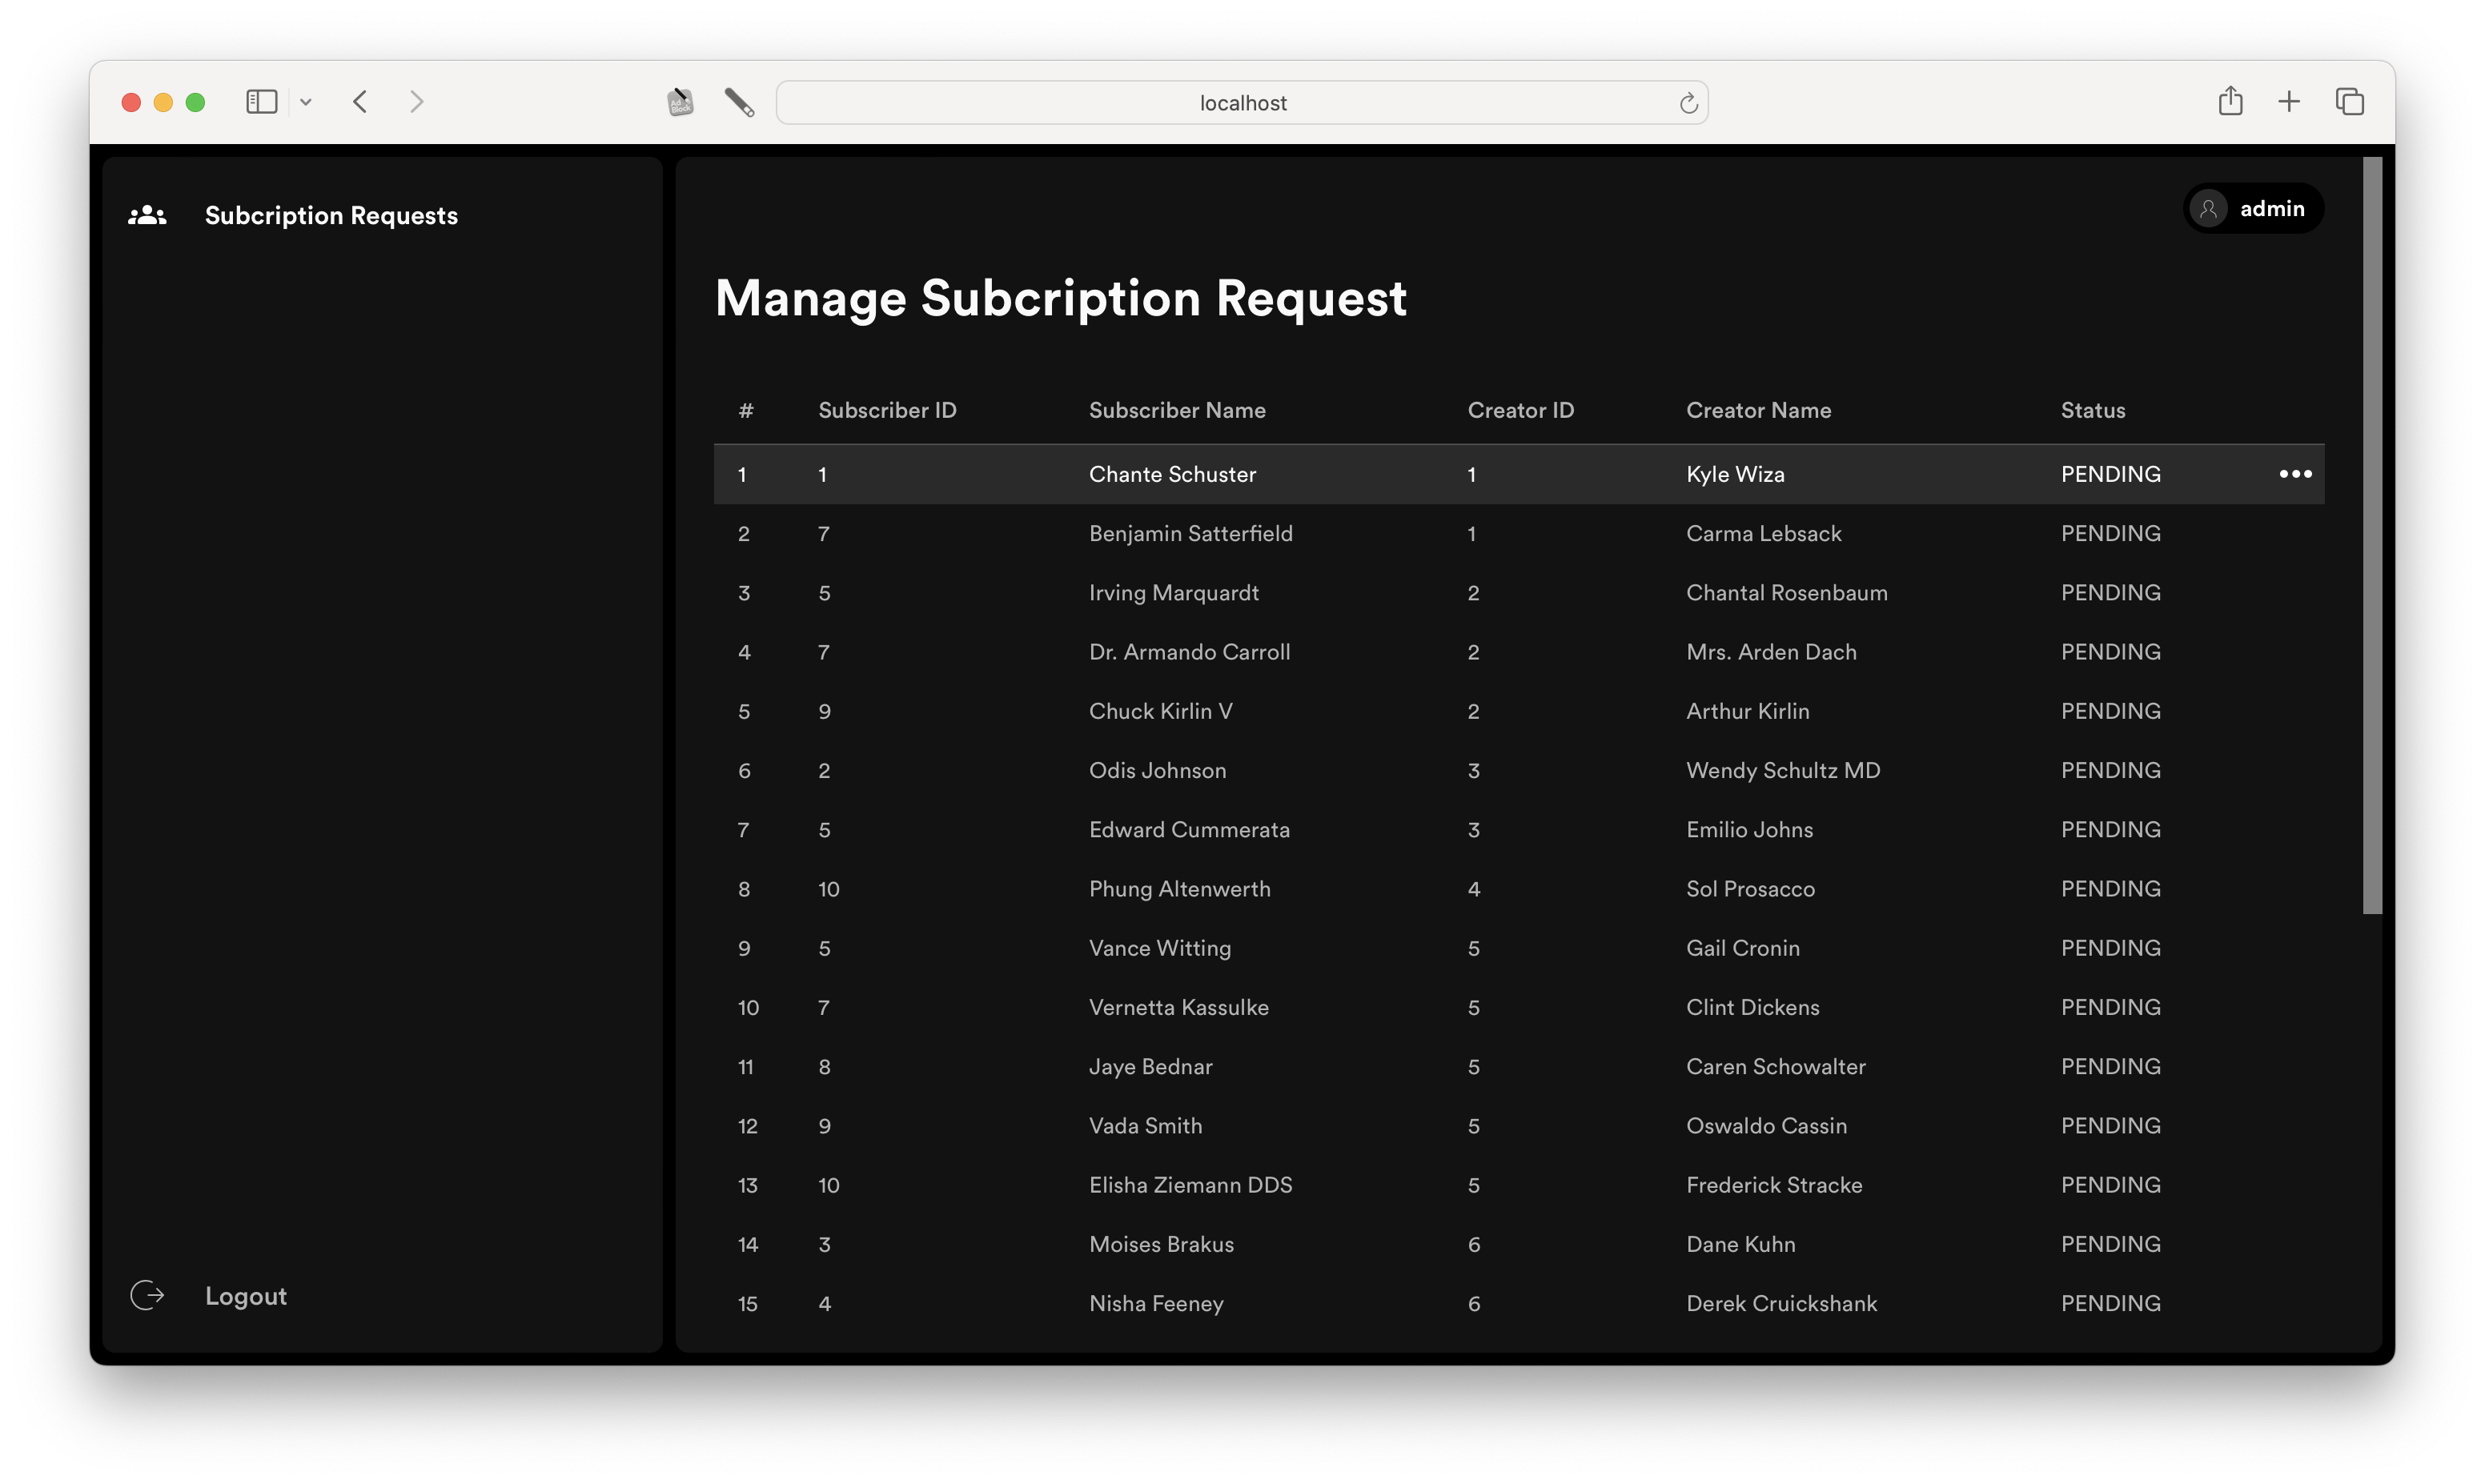 Ad
Block
localhost
Subcription Requests
admin
Manage Subcription Request
# Subscriber ID Subscriber Name Creator ID Creator Name Status
1 1 Chante Schuster 1 Kyle Wiza PENDING
2 7 Benjamin Satterfield 1 Carma Lebsack PENDING
3 5 Irving Marquardt 2 Chantal Rosenbaum PENDING
4 7 Dr. Armando Carroll 2 Mrs. Arden Dach PENDING
5 9 Chuck Kirlin V 2 Arthur Kirlin PENDING
6 2 Odis Johnson 3 Wendy Schultz MD PENDING
7 5 Edward Cummerata 3 Emilio Johns PENDING
8 10 Phung Altenwerth 4 Sol Prosacco PENDING
9 5 Vance Witting 5 Gail Cronin PENDING
10 7 Vernetta Kassulke 5 Clint Dickens PENDING
11 8 Jaye Bednar 5 Caren Schowalter PENDING
12 9 Vada Smith 5 Oswaldo Cassin PENDING
13 10 Elisha Ziemann DDS 5 Frederick Stracke PENDING
14 3 Moises Brakus 6 Dane Kuhn PENDING
15 4 Nisha Feeney 6 Derek Cruickshank PENDING
Logout